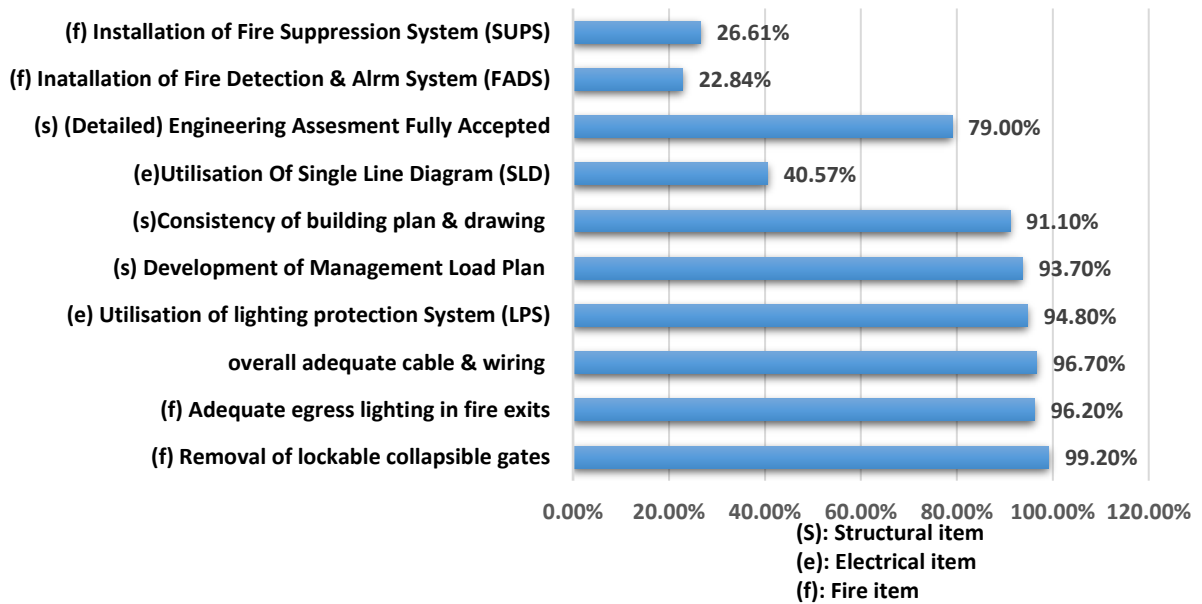 (f) Installation of Fire Suppression System (SUPS) 26.61%
(f) Inatallation of Fire Detection & Alrm System (FADS) 22.84%
(s) (Detailed) Engineering Assesment Fully Accepted 79.00%
(e)Utilisation Of Single Line Diagram (SLD) 40.57%
(s)Consistency of building plan & drawing 91.10%
(s) Development of Management Load Plan 93.70%
(e) Utilisation of lighting protection System (LPS) 94.80%
overall adequate cable & wiring 96.70%
(f) Adequate egress lighting in fire exits 96.20%
(f) Removal of lockable collapsible gates 99.20%
0.00% 20.00% 40.00% 60.00% 80.00% 100.00% 120.00%
(S): Structural item
(e): Electrical item
(f): Fire item